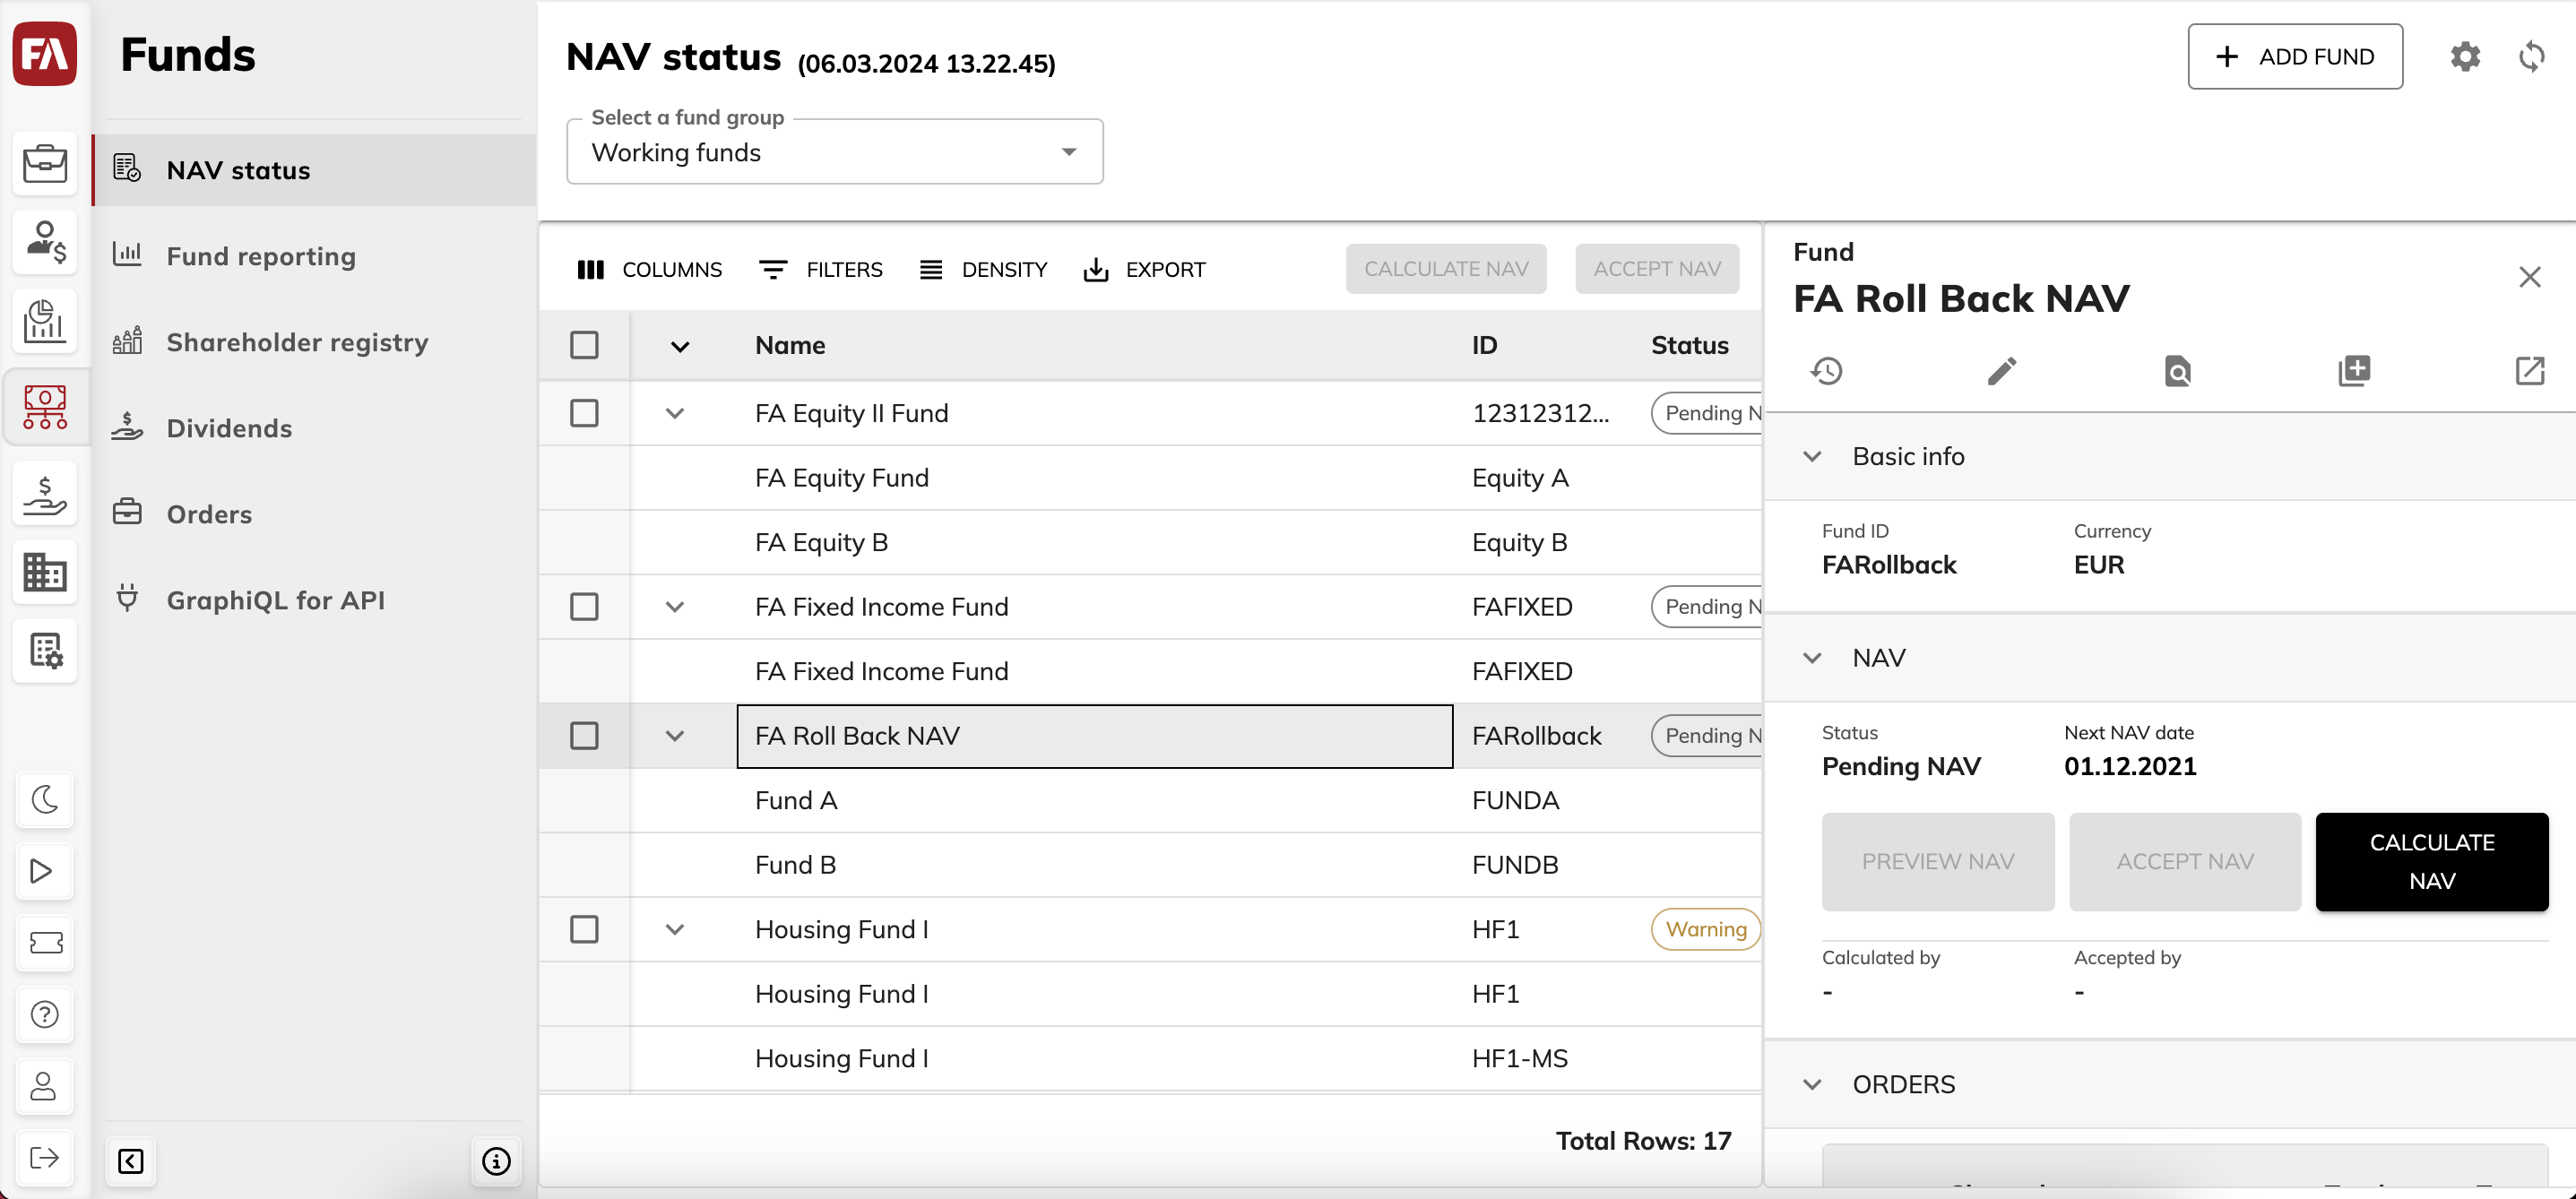 FA
Funds
NAV status
Fund reporting
Shareholder registry
Dividends
Orders
GraphiQL for API
NAV status (06.03.2024 13.22.45)
ADD FUND
Select a fund group
Working funds
COLUMNS FILTERS DENSITY EXPORT CALCULATE NAV ACCEPT NAV
Name ID Status
FA Equity II Fund 12312312... Pending N
FA Equity Fund Equity A
FA Equity B Equity B
FA Fixed Income Fund FAFIXED Pending N
FA Fixed Income Fund FAFIXED
FA Roll Back NAV FARollback Pending N
Fund A FUNDA
Fund B FUNDB
Housing Fund I HF1 Warning
Housing Fund I HF1
Housing Fund I HF1-MS
Total Rows: 17
Fund
FA Roll Back NAV
Basic info
Fund ID Currency
FARollback EUR
NAV
Status Next NAV date
Pending NAV 01.12.2021
PREVIEW NAV ACCEPT NAV CALCULATE
NAV
Calculated by Accepted by
- -
ORDERS